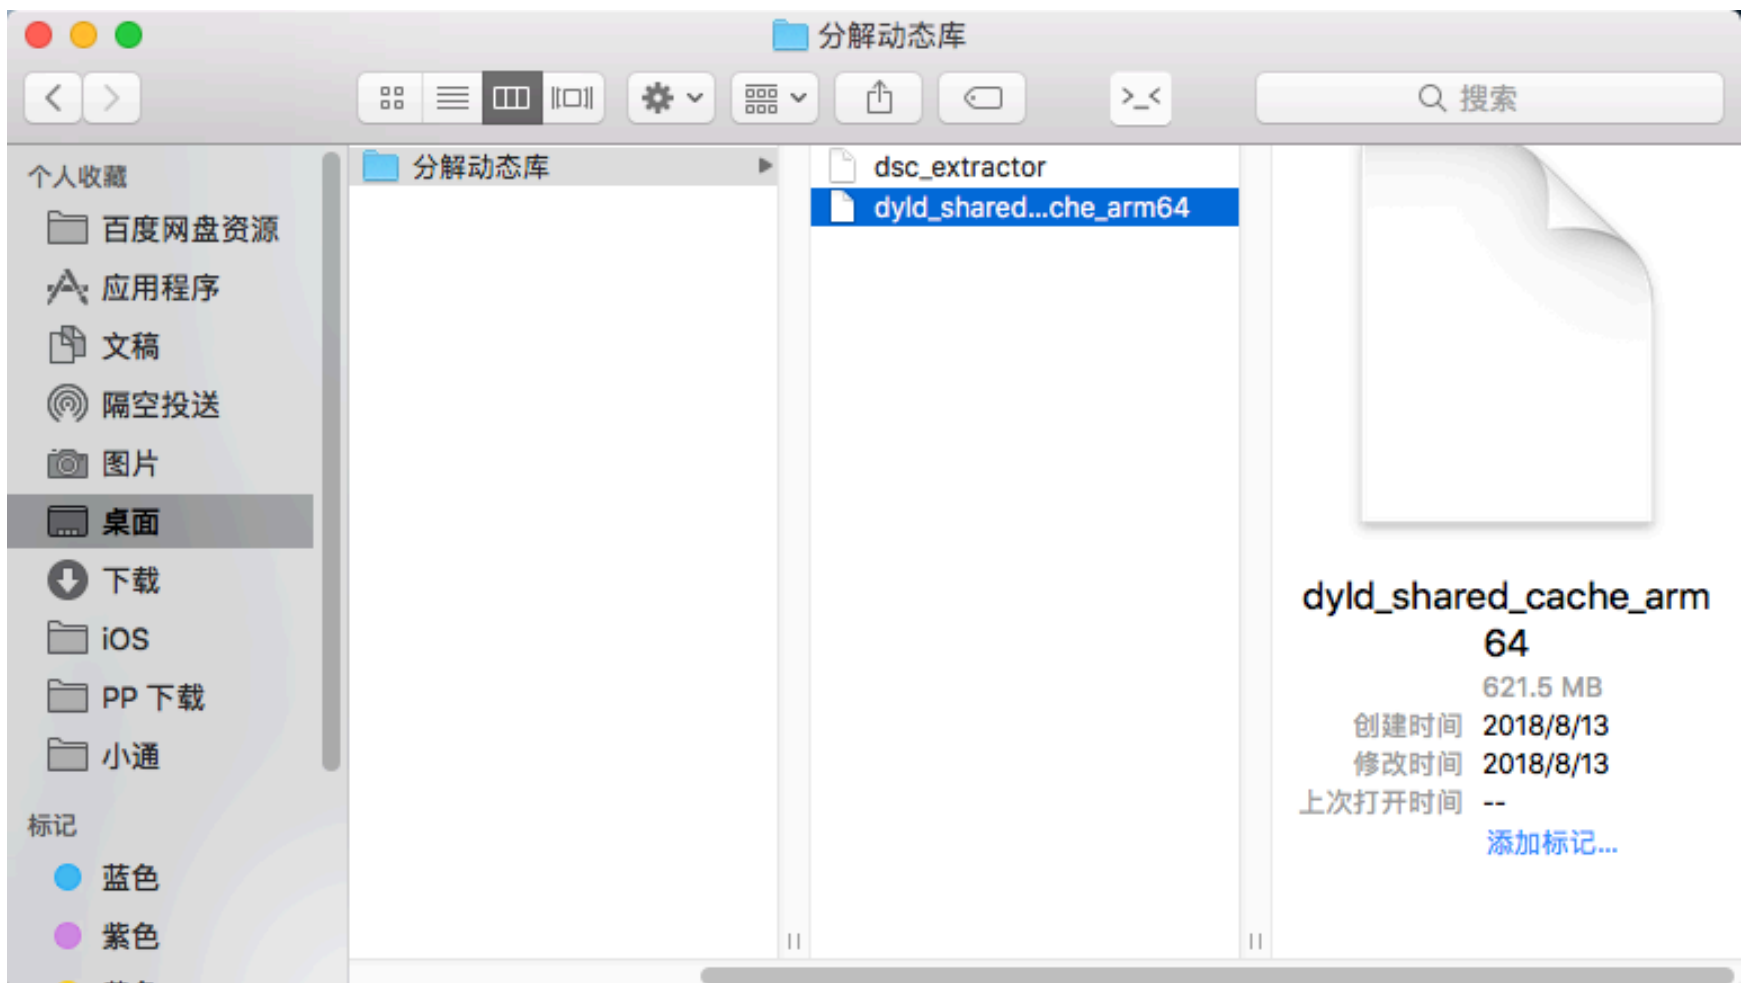 分解动态库
>_<
搜索
个人收藏
百度网盘资源
应用程序
文稿
隔空投送
图片
桌面
下载
iOS
PP 下载
小通
标记
蓝色
紫色
分解动态库
dsc_extractor
dyld_shared...che_arm64
dyld_shared_cache_arm
64
621.5 MB
创建时间 2018/8/13
修改时间 2018/8/13
上次打开时间 --
添加标记...